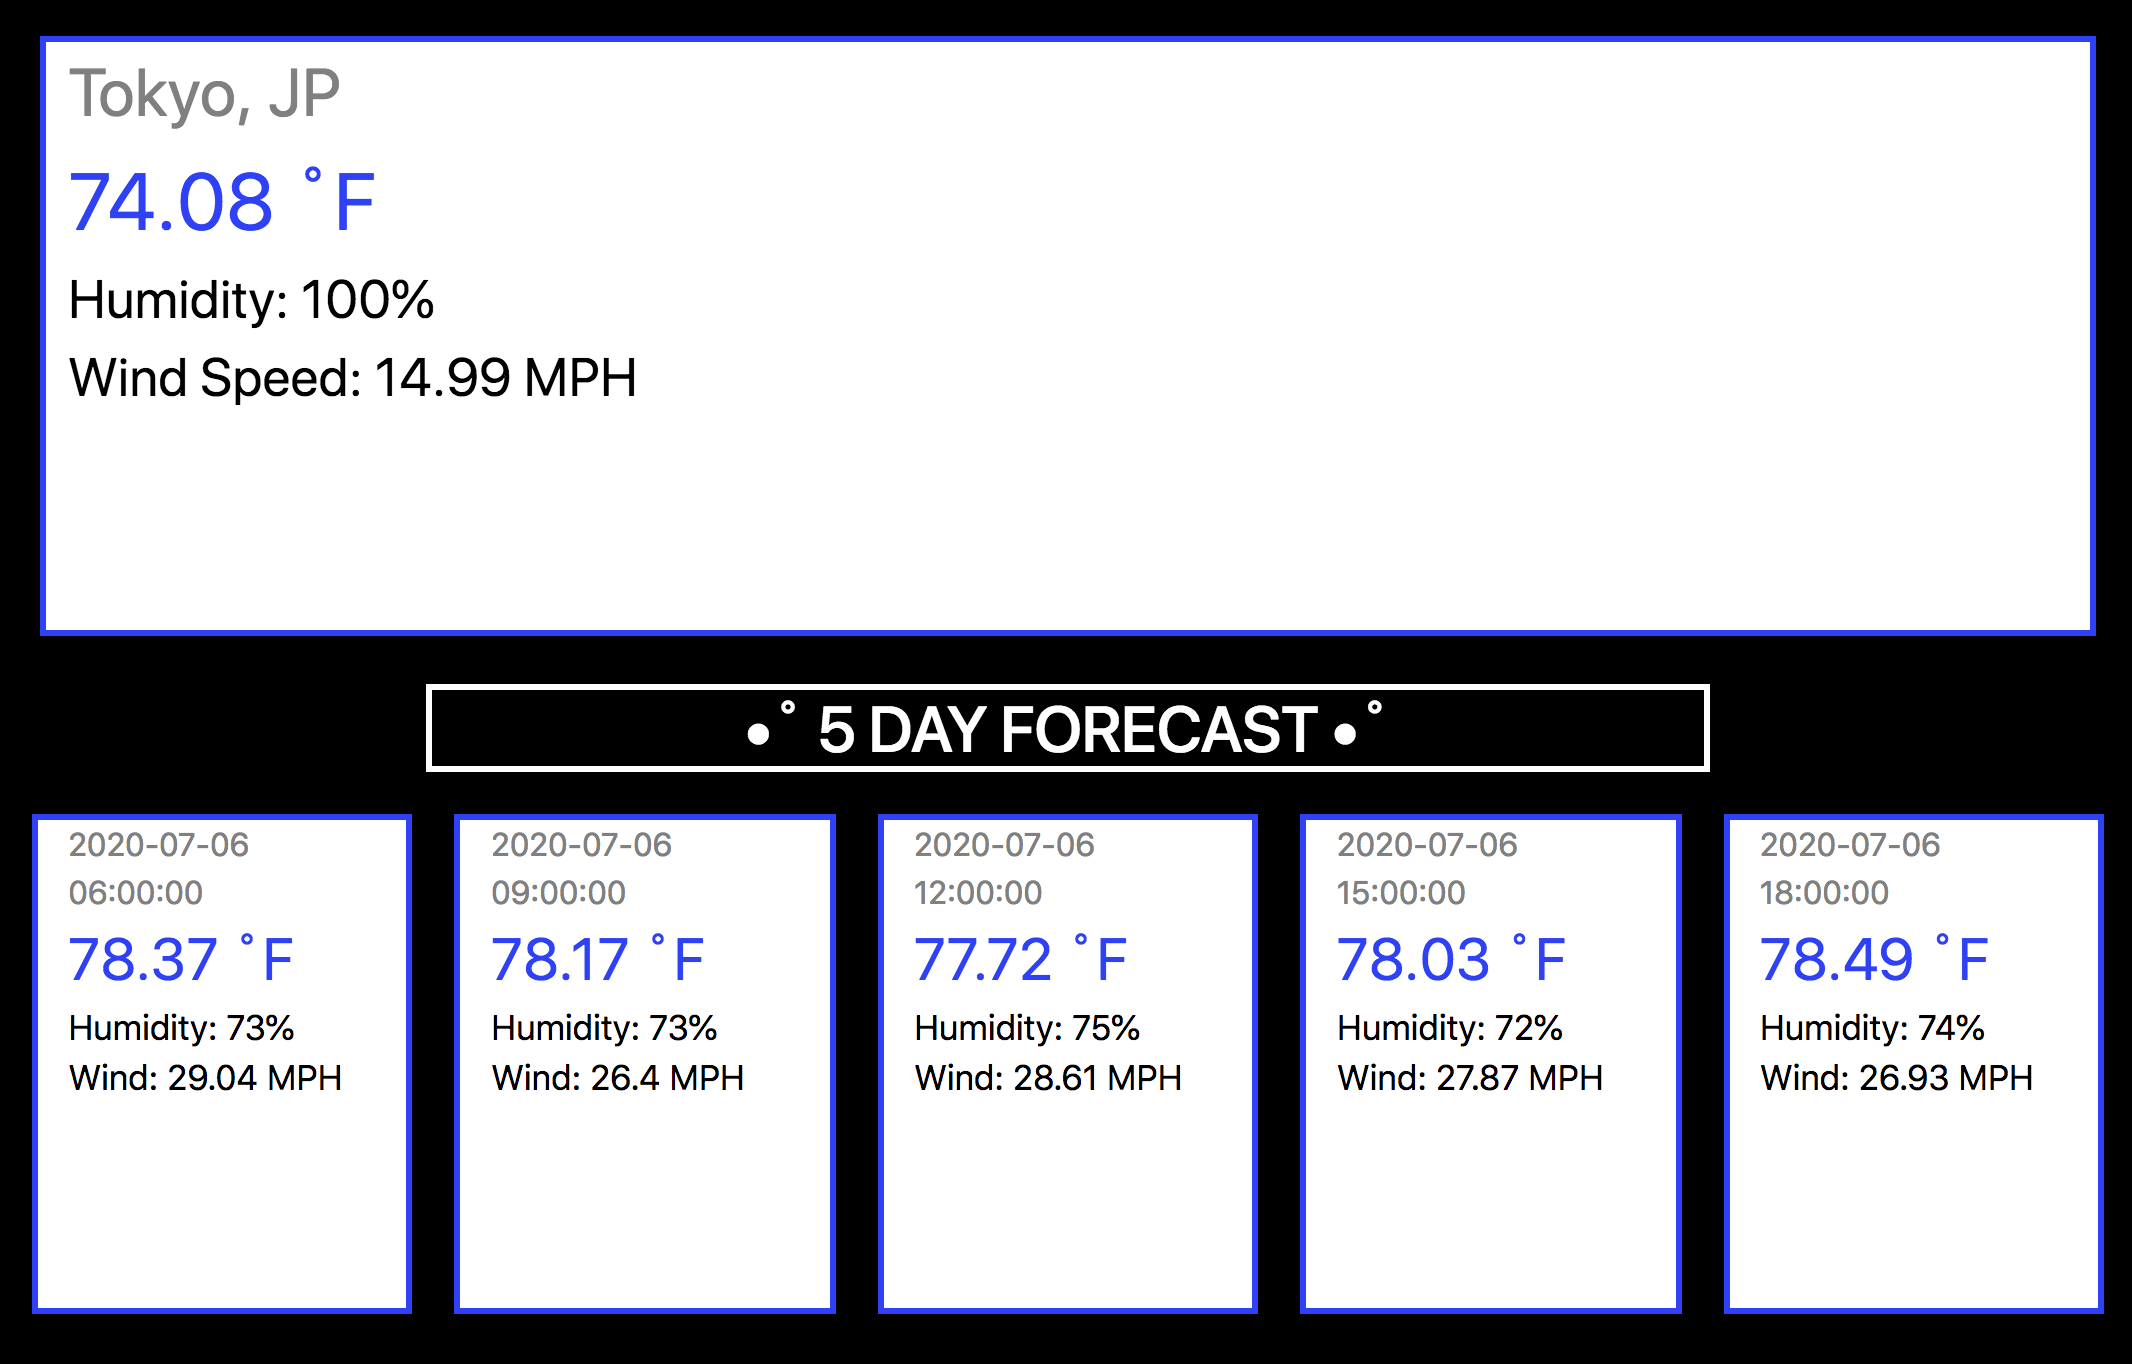 Tokyo, JP
74.08 ˚F
Humidity: 100%
Wind Speed: 14.99 MPH
•˚ 5 DAY FORECAST •˚
2020-07-06
06:00:00
78.37 ˚F
Humidity: 73%
Wind: 29.04 MPH
2020-07-06
09:00:00
78.17 ˚F
Humidity: 73%
Wind: 26.4 MPH
2020-07-06
12:00:00
77.72 ˚F
Humidity: 75%
Wind: 28.61 MPH
2020-07-06
15:00:00
78.03 ˚F
Humidity: 72%
Wind: 27.87 MPH
2020-07-06
18:00:00
78.49 ˚F
Humidity: 74%
Wind: 26.93 MPH